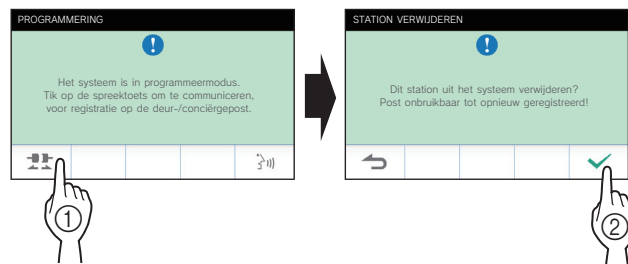 PROGRAMMERING
Het systeem is in programmeermodus.
Tik op de spreektoets om te communiceren,
voor registratie op de deur-/conciërgepost.
1
STATION VERWIJDEREN
Dit station uit het systeem verwijderen?
Post onbruikbaar tot opnieuw geregistreerd!
2